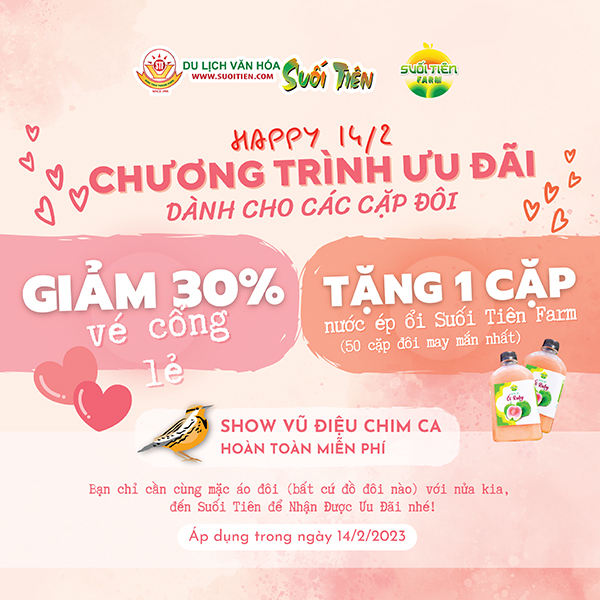 DU LỊCH VĂN HÓA
WWW.SUOITIEN.COM
SUỐI TIÊN
SUỐI TIÊN
FARM
SINCE 1995
HAPPY 14/2
CHƯƠNG TRÌNH ƯU ĐÃI
DÀNH CHO CÁC CẶP ĐÔI
GIẢM 30%
vé cổng
lẻ
TẶNG 1 CẶP
nước ép ổi Suối Tiên Farm
(50 cặp đôi may mắn nhất)
Ổi Ruby
SHOW VŨ ĐIỆU CHIM CA
HOÀN TOÀN MIỄN PHÍ
Bạn chỉ cần cùng mặc áo đôi (bất cứ đồ đôi nào) với nửa kia,
đến Suối Tiên để Nhận Được Ưu Đãi nhé!
Áp dụng trong ngày 14/2/2023